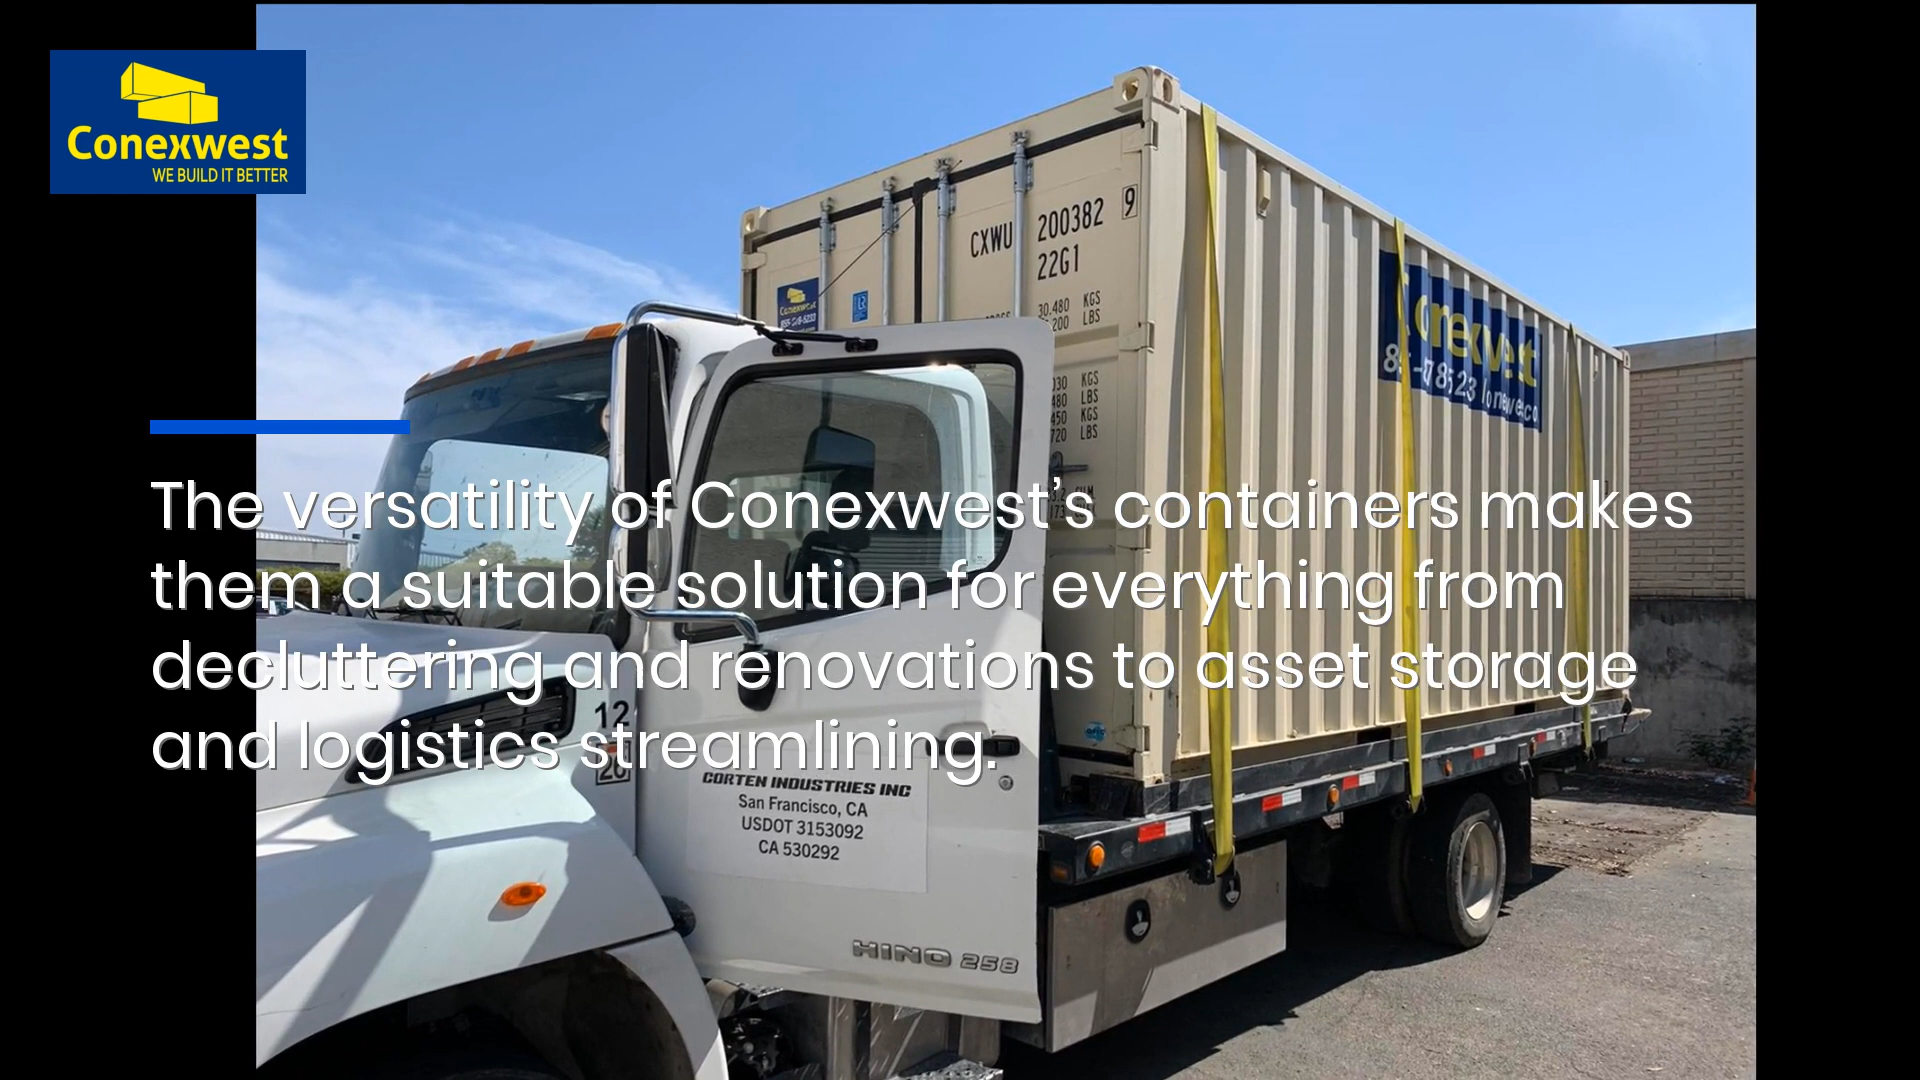 Conexwest
WE BUILD IT BETTER
CXWU 200382 9
22G1
Conexwest
30.480 KGS
200 LBS
KGS
LBS
KGS
LBS
The versatility of Conexwest’s containers makes
them a suitable solution for everything from
decluttering and renovations to asset storage
and logistics streamlining.
12
CORTEN INDUSTRIES INC
San Francisco, CA
USDOT 3153092
CA 530292
HINO 258